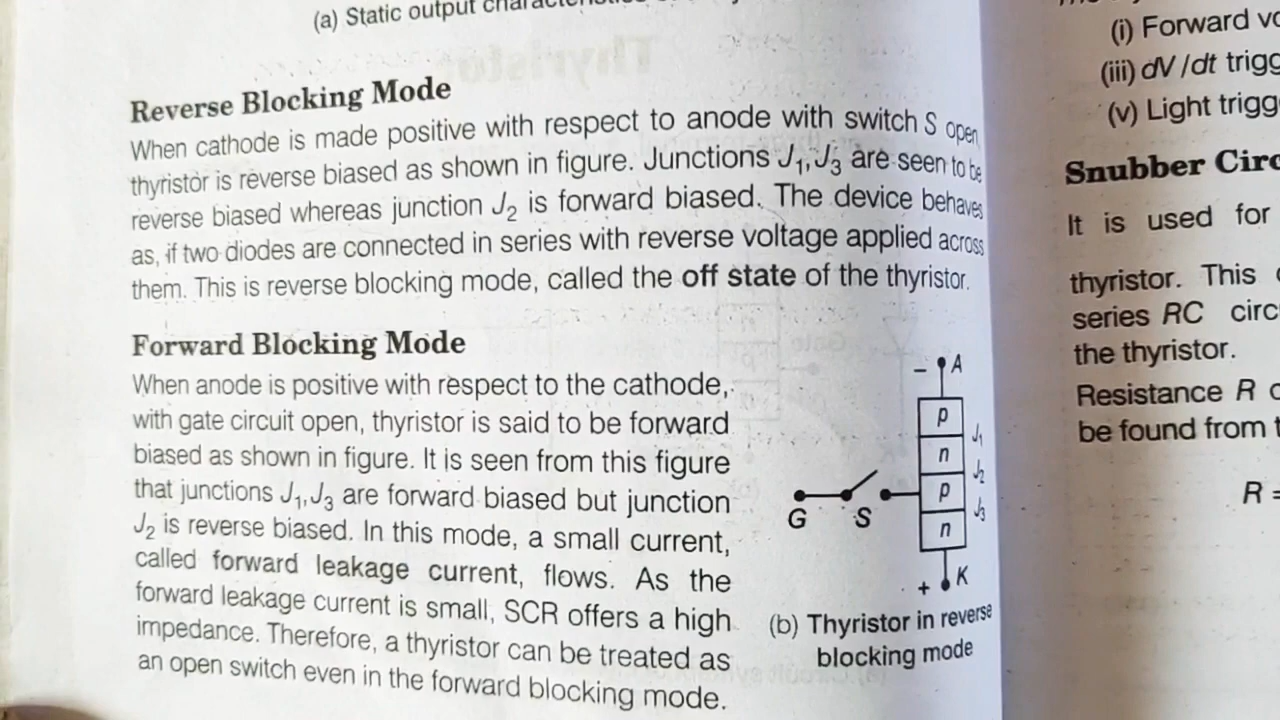 (a) Static output
Reverse Blocking Mode
When cathode is made positive with respect to anode with switch S open,
thyristor is reverse biased as shown in figure. Junctions J₁, J₃ are seen to be
reverse biased whereas junction J₂ is forward biased. The device behaves
as, if two diodes are connected in series with reverse voltage applied across
them. This is reverse blocking mode, called the off state of the thyristor.
Forward Blocking Mode
When anode is positive with respect to the cathode,
with gate circuit open, thyristor is said to be forward
biased as shown in figure. It is seen from this figure
that junctions J₁, J₃ are forward biased but junction
J₂ is reverse biased. In this mode, a small current,
called forward leakage current, flows. As the
forward leakage current is small, SCR offers a high
impedance. Therefore, a thyristor can be treated as
an open switch even in the forward blocking mode.
– A
p
J₁
n
J₂
p
J₃
n
G S
+ K
(b) Thyristor in reverse
blocking mode
(i) Forward
(iii) dV/dt
(v) Light
Snubber
It is used for
thyristor. This
series RC
the thyristor.
Resistance R
be found from
R =